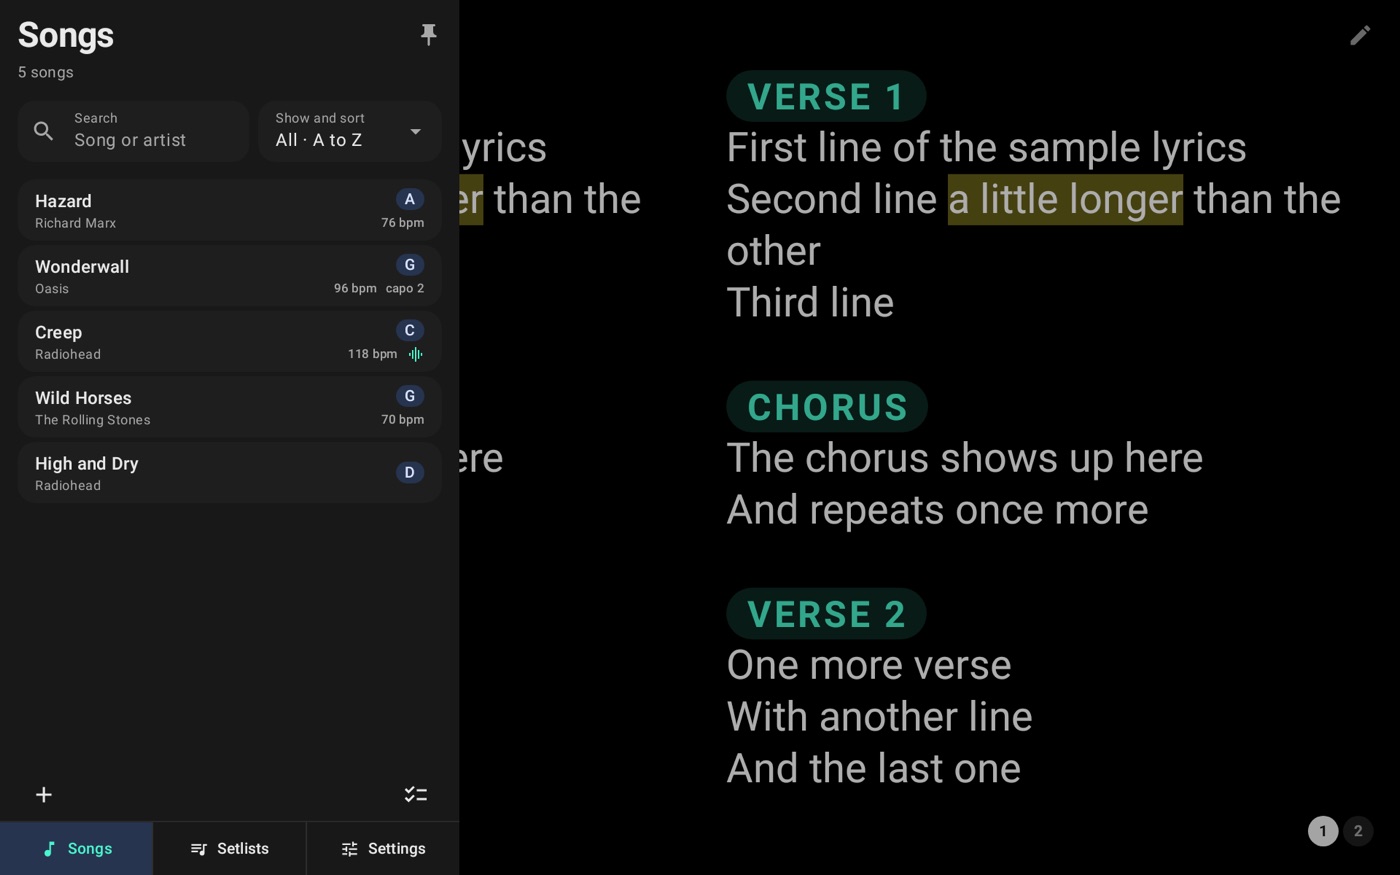 Songs
5 songs
Search
Song or artist
Show and sort
All · A to Z
Hazard
A
Richard Marx
76 bpm
Wonderwall
G
Oasis
96 bpm capo 2
Creep
C
Radiohead
118 bpm
Wild Horses
G
The Rolling Stones
70 bpm
High and Dry
D
Radiohead
Songs
Setlists
Settings
yrics
er than the
ere
VERSE 1
First line of the sample lyrics
Second line a little longer than the
other
Third line
CHORUS
The chorus shows up here
And repeats once more
VERSE 2
One more verse
With another line
And the last one
1 2